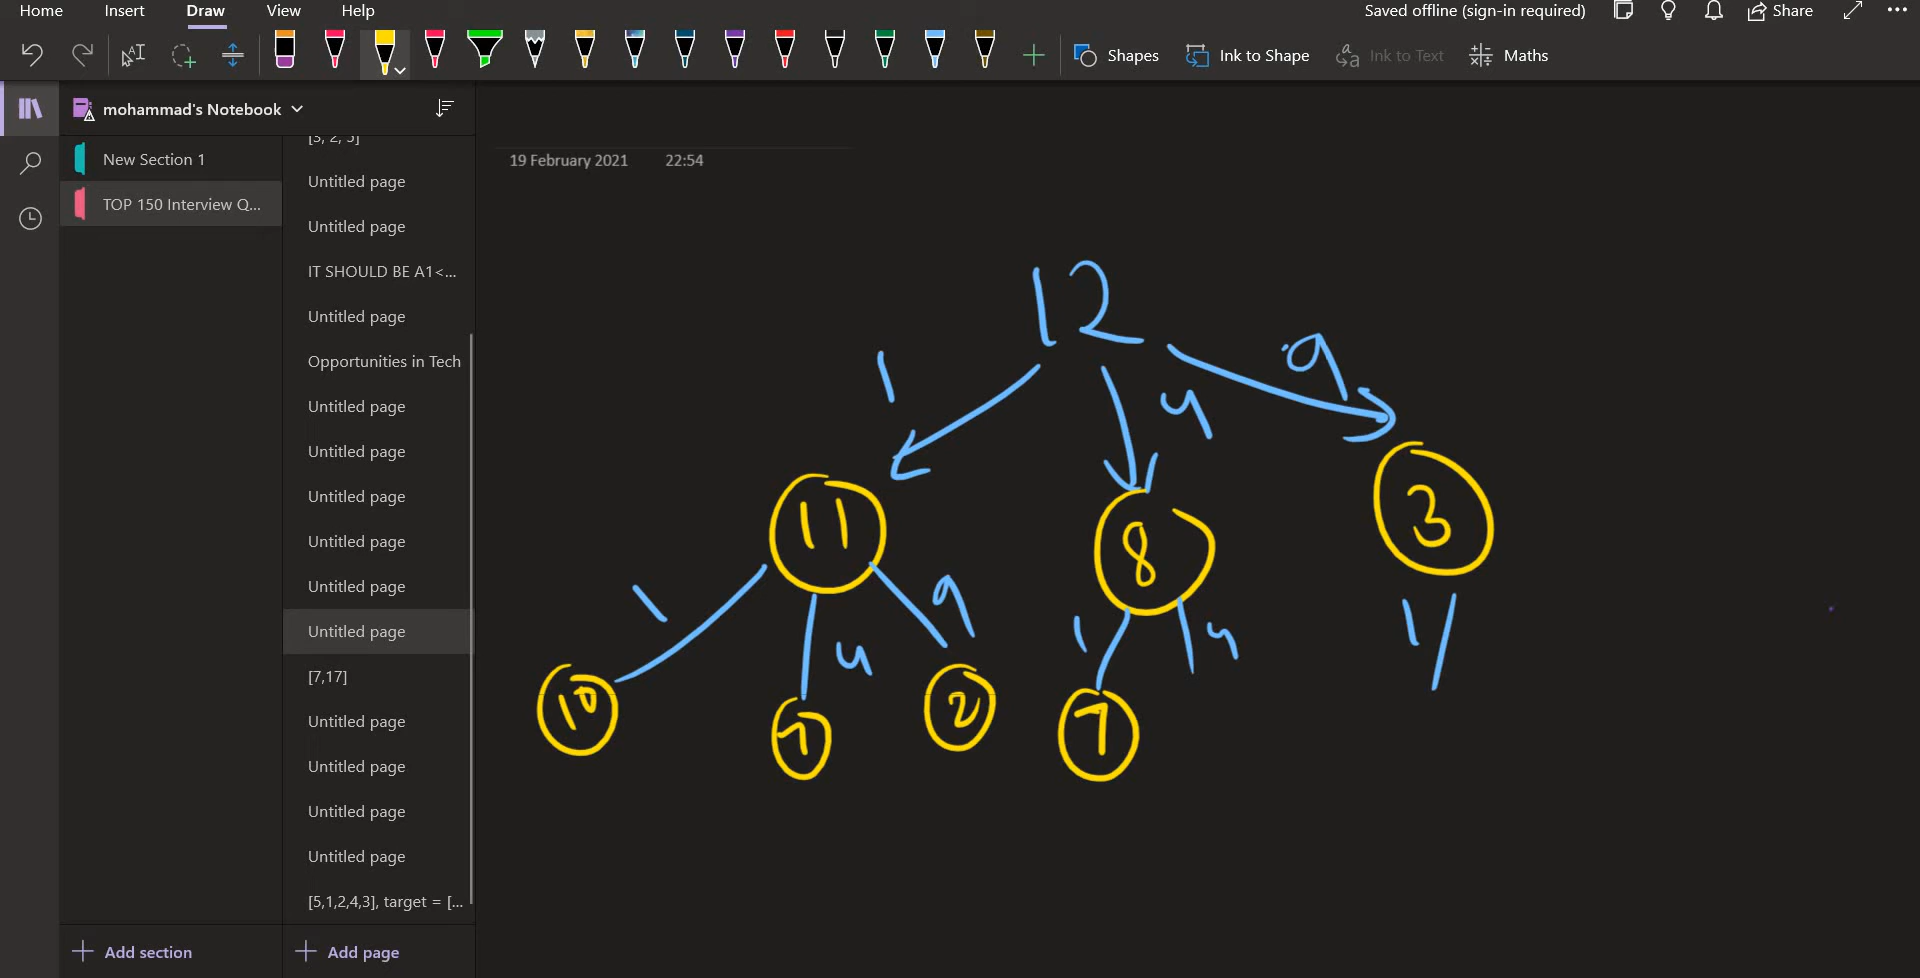 Home Insert Draw View Help Saved offline (sign-in required) Share
Shapes Ink to Shape Ink to Text Maths
mohammad's Notebook
New Section 1
TOP 150 Interview Q...
[3, 2, 5]
Untitled page
Untitled page
IT SHOULD BE A1<...
Untitled page
Opportunities in Tech
Untitled page
Untitled page
Untitled page
Untitled page
Untitled page
Untitled page
[7,17]
Untitled page
Untitled page
Untitled page
Untitled page
[5,1,2,4,3], target = [...
Add section
Add page
19 February 2021 22:54
12
1 4 9
11 8 3
1 4 9 1 4 1
10 7 2 7